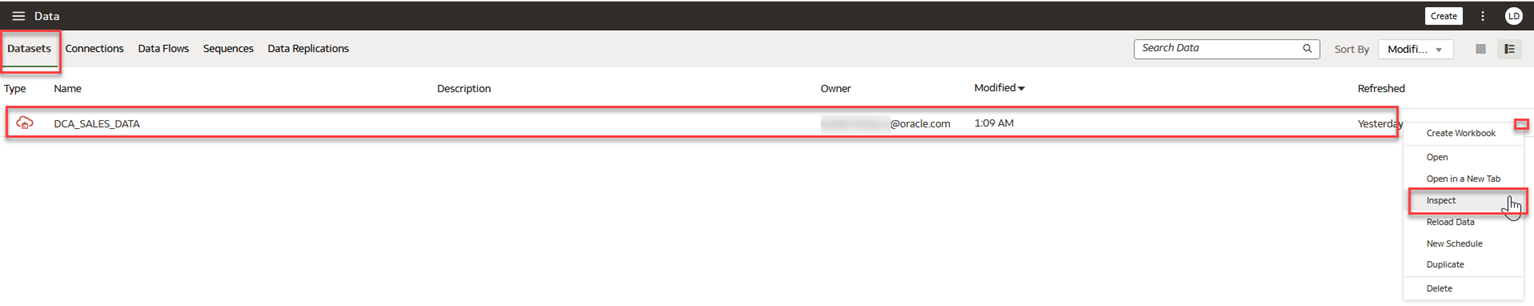 Data
Create
LD
Datasets Connections Data Flows Sequences Data Replications
Search Data
Sort By
Modifi...
Type Name Description Owner Modified Refreshed
DCA_SALES_DATA @oracle.com 1:09 AM Yesterday
Create Workbook
Open
Open in a New Tab
Inspect
Reload Data
New Schedule
Duplicate
Delete